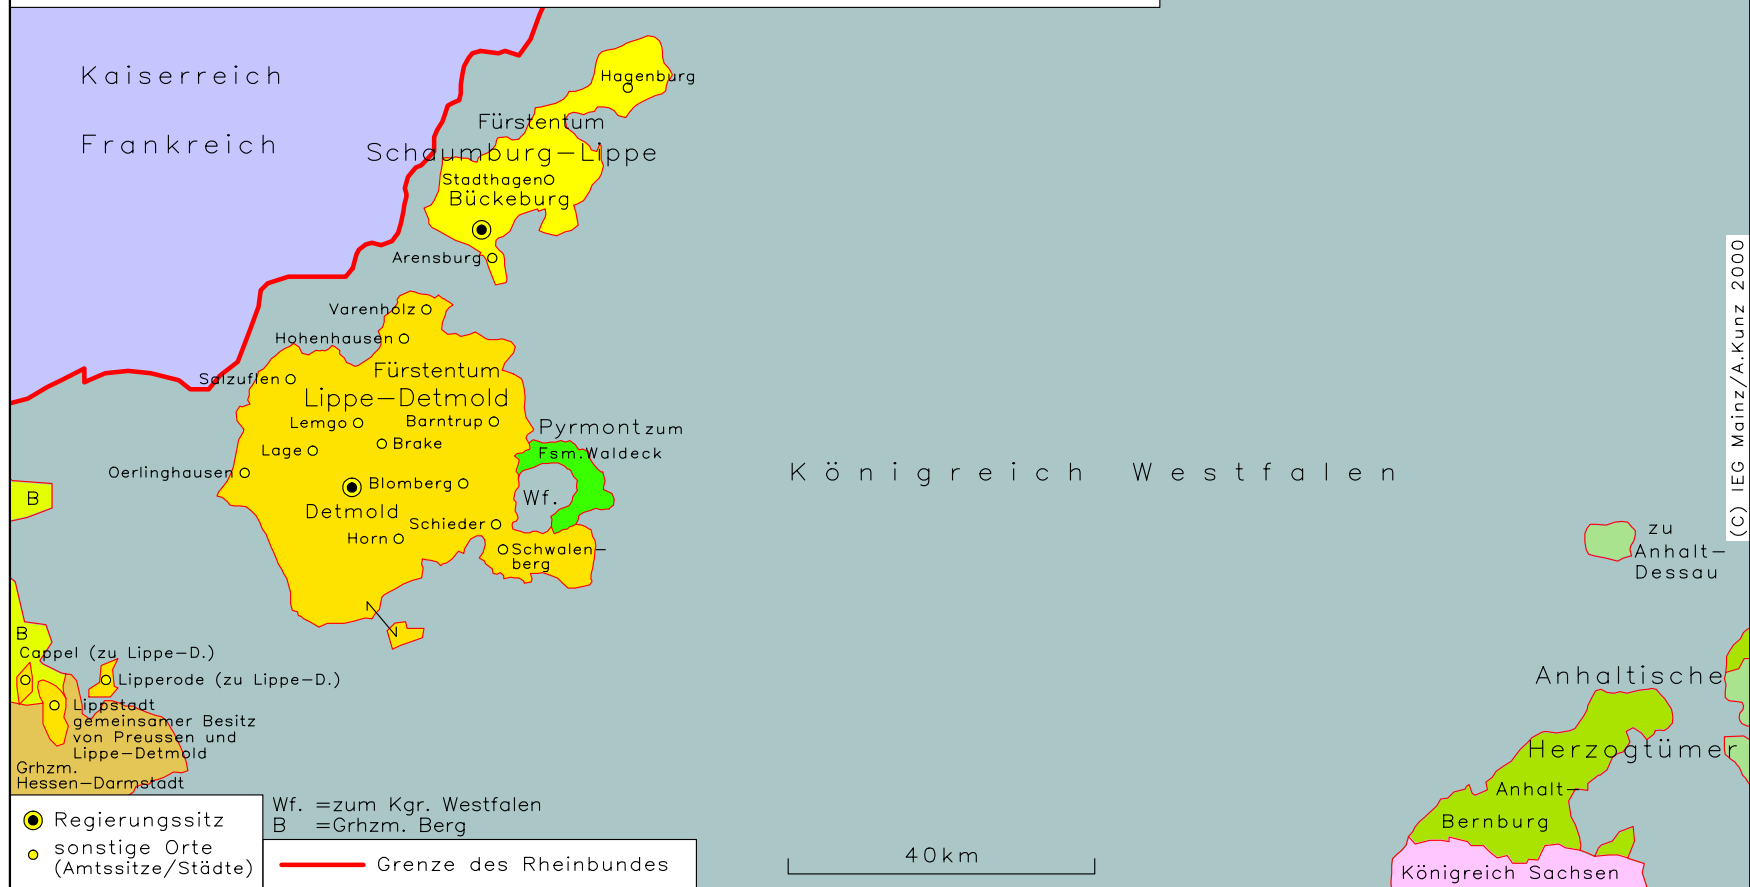 Kaiserreich
Frankreich
Hagenburg
Fürstentum
Schaumburg-Lippe
Stadthagen
Bückeburg
Arensburg
Varenholz
Hohenhausen
Salzuflen
Fürstentum
Lippe-Detmold
Lemgo
Barntrup
Brake
Lage
Oerlinghausen
Blomberg
Detmold
Schieder
Horn
Schwalen-
berg
Pyrmont zum
Fsm. Waldeck
Wf.
Königreich Westfalen
B
B
Cappel (zu Lippe-D.)
Lipperode (zu Lippe-D.)
Lippstadt
gemeinsamer Besitz
von Preussen und
Lippe-Detmold
Grhzm.
Hessen-Darmstadt
zu
Anhalt-
Dessau
Anhaltische
Herzogtümer
Anhalt-
Bernburg
Königreich Sachsen
(C) IEG Mainz/A.Kunz 2000
Regierungssitz
sonstige Orte
(Amtssitze/Städte)
Wf. =zum Kgr. Westfalen
B =Grhzm. Berg
Grenze des Rheinbundes
40km